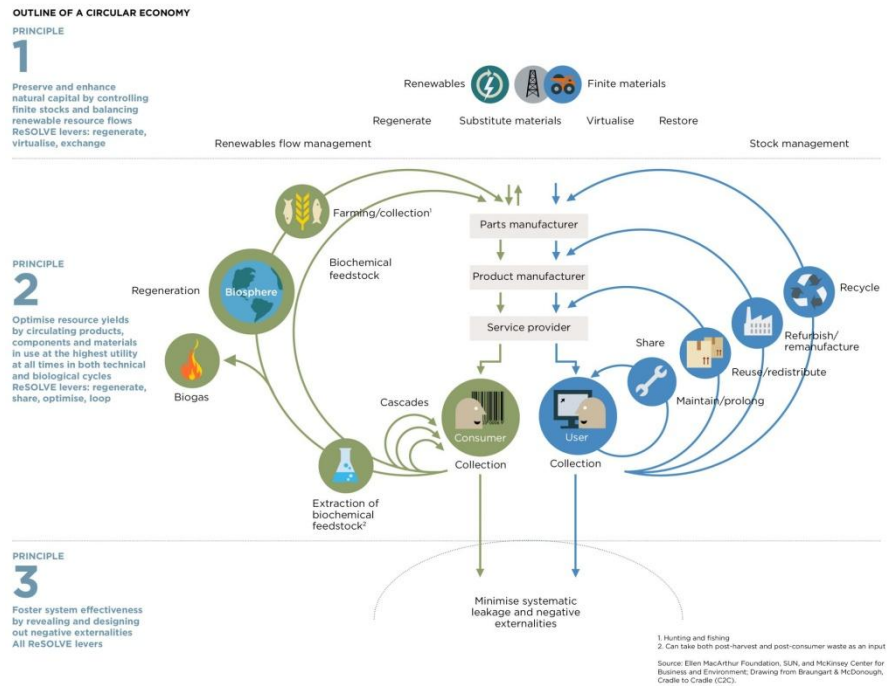 OUTLINE OF A CIRCULAR ECONOMY
PRINCIPLE
1
Preserve and enhance
natural capital by controlling
finite stocks and balancing
renewable resource flows
ReSOLVE levers: regenerate,
virtualise, exchange
Renewables
Finite materials
Regenerate
Substitute materials
Virtualise
Restore
Renewables flow management
Stock management
PRINCIPLE
2
Optimise resource yields
by circulating products,
components and materials
in use at the highest utility
at all times in both technical
and biological cycles
ReSOLVE levers: regenerate,
share, optimise, loop
Farming/collection¹
Biochemical
feedstock
Regeneration
Biosphere
Biogas
Cascades
Extraction of
biochemical
feedstock²
Parts manufacturer
Product manufacturer
Service provider
Consumer
Collection
User
Collection
Share
Maintain/prolong
Reuse/redistribute
Refurbish/
remanufacture
Recycle
PRINCIPLE
3
Foster system effectiveness
by revealing and designing
out negative externalities
All ReSOLVE levers
Minimise systematic
leakage and negative
externalities
1. Hunting and fishing
2. Can take both post-harvest and post-consumer waste as an input
Source: Ellen MacArthur Foundation, SUN, and McKinsey Center for
Business and Environment; Drawing from Braungart & McDonough,
Cradle to Cradle (C2C).